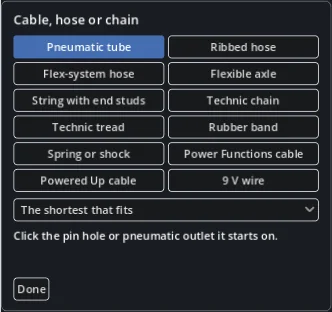 Cable, hose or chain
Pneumatic tube Ribbed hose
Flex-system hose Flexible axle
String with end studs Technic chain
Technic tread Rubber band
Spring or shock Power Functions cable
Powered Up cable 9 V wire
The shortest that fits
Click the pin hole or pneumatic outlet it starts on.
Done